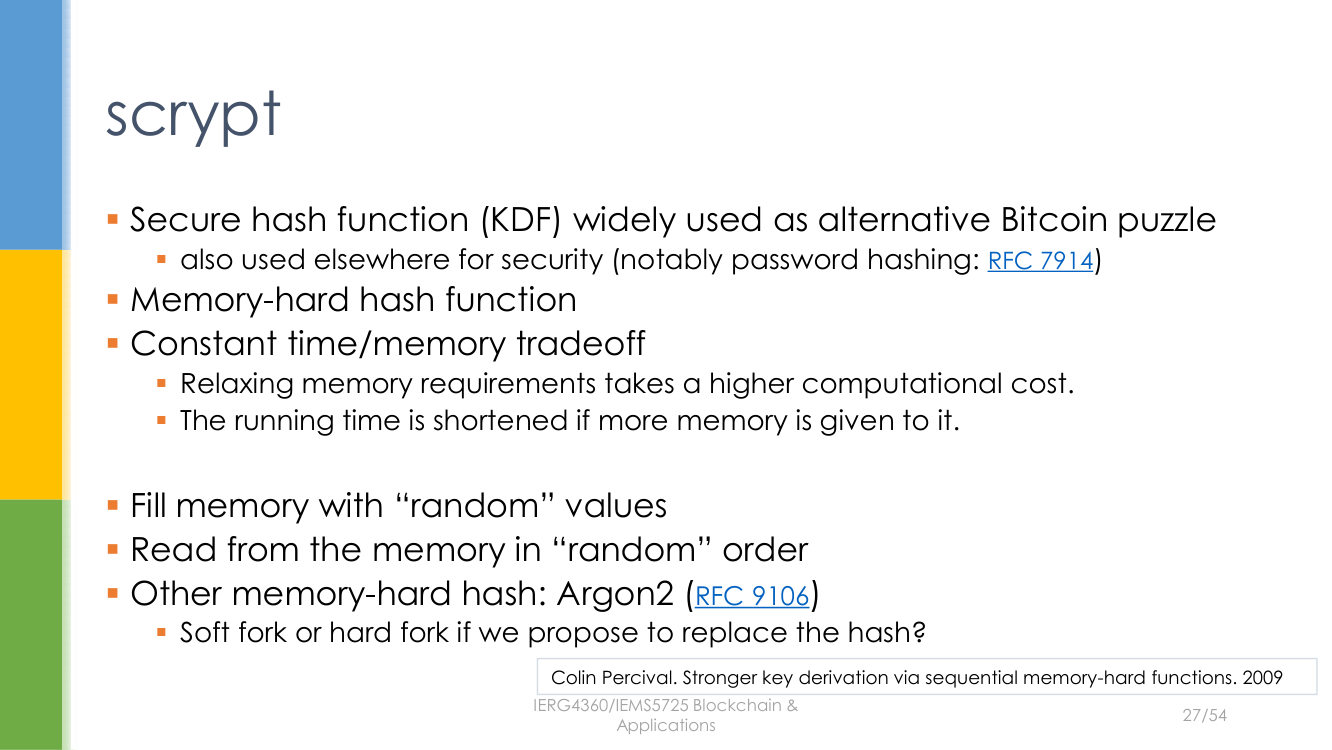 scrypt
▪ Secure hash function (KDF) widely used as alternative Bitcoin puzzle
▪ also used elsewhere for security (notably password hashing: RFC 7914)
▪ Memory-hard hash function
▪ Constant time/memory tradeoff
▪ Relaxing memory requirements takes a higher computational cost.
▪ The running time is shortened if more memory is given to it.
▪ Fill memory with “random” values
▪ Read from the memory in “random” order
▪ Other memory-hard hash: Argon2 (RFC 9106)
▪ Soft fork or hard fork if we propose to replace the hash?
Colin Percival. Stronger key derivation via sequential memory-hard functions. 2009
IERG4360/IEMS5725 Blockchain &
Applications
27/54